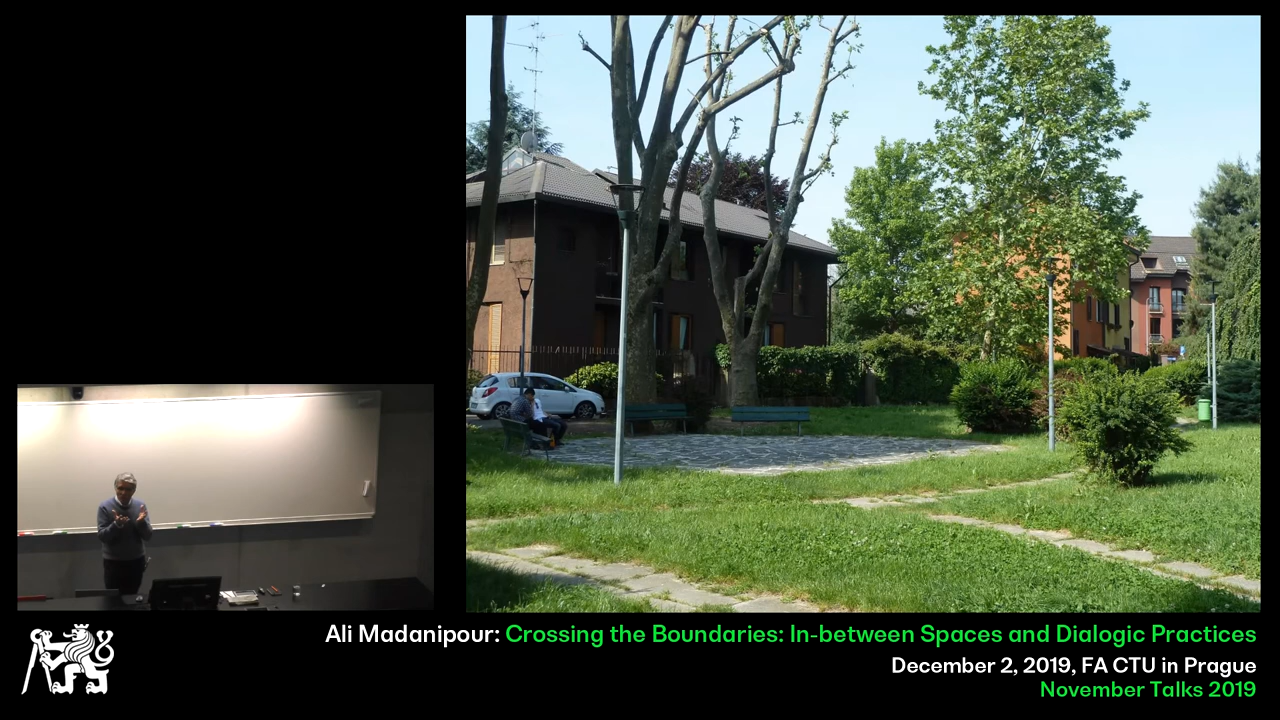 Ali Madanipour: Crossing the Boundaries: In-between Spaces and Dialogic Practices
December 2, 2019, FA CTU in Prague
November Talks 2019